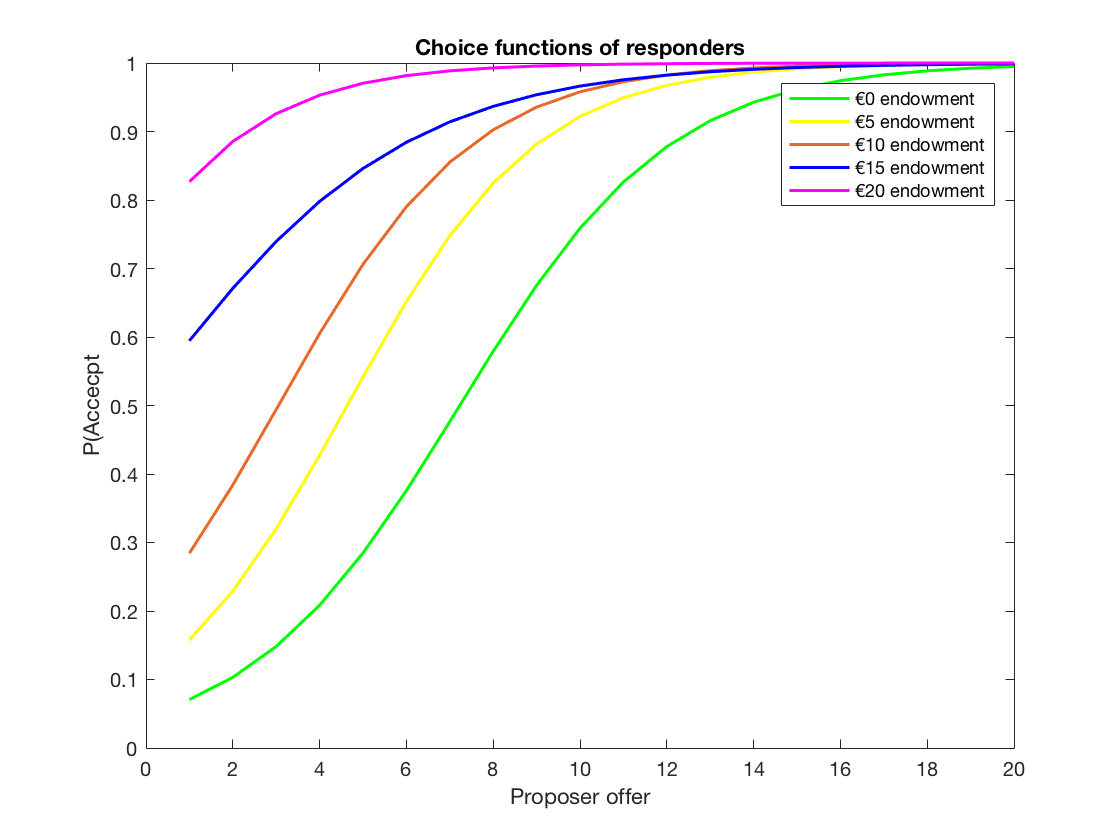 Choice functions of responders
1
0.9
0.8
0.7
0.6
0.5
0.4
0.3
0.2
0.1
0
P(Accecpt
€0 endowment
€5 endowment
€10 endowment
€15 endowment
€20 endowment
0 2 4 6 8 10 12 14 16 18 20
Proposer offer